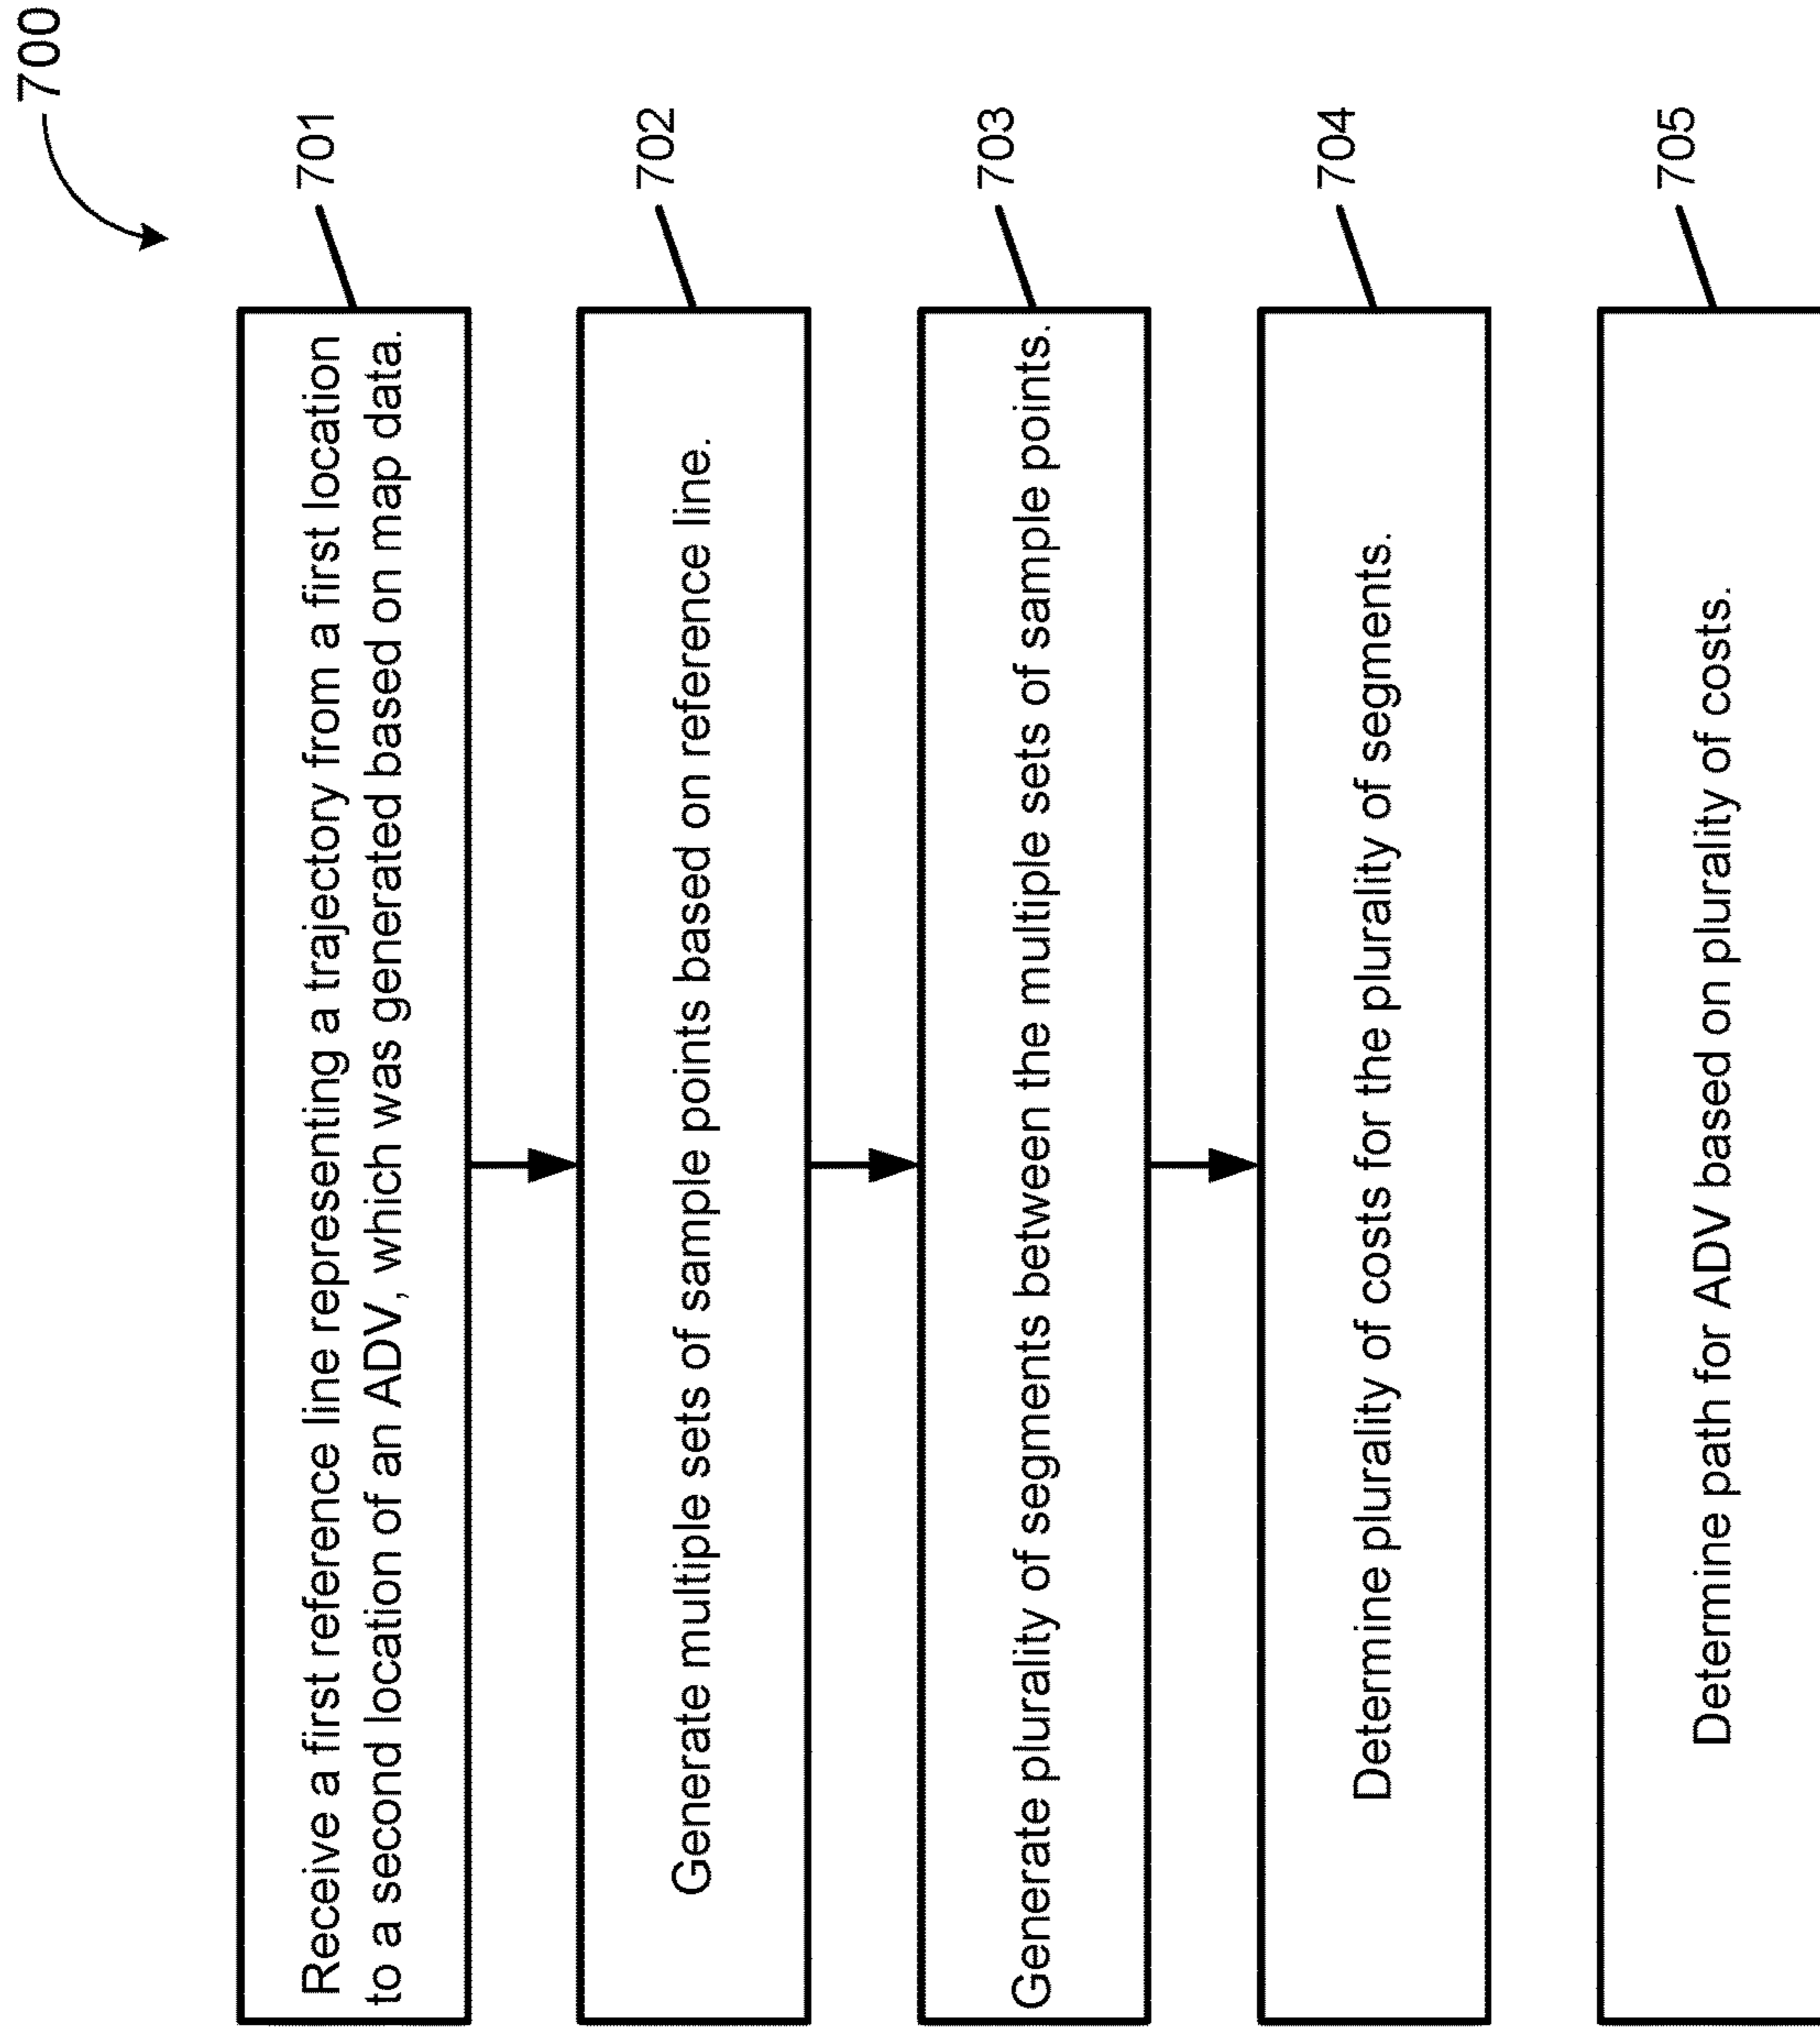 700
701
Receive a first reference line representing a trajectory from a first location
to a second location of an ADV, which was generated based on map data.
702
Generate multiple sets of sample points based on reference line.
703
Generate plurality of segments between the multiple sets of sample points.
704
Determine plurality of costs for the plurality of segments.
705
Determine path for ADV based on plurality of costs.